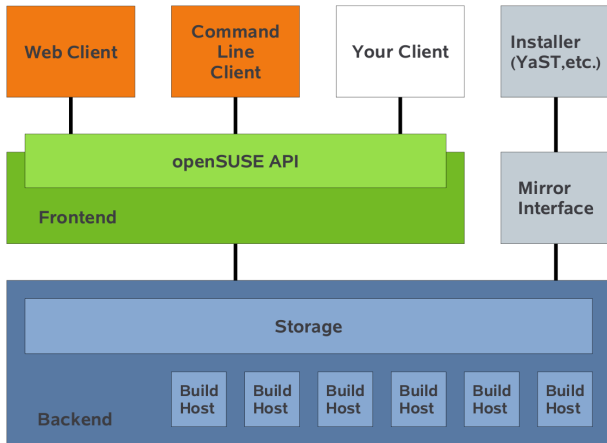 Web Client
Command
Line
Client
Your Client
Installer
(YaST,etc.)
openSUSE API
Frontend
Mirror
Interface
Storage
Build
Host
Build
Host
Build
Host
Build
Host
Build
Host
Build
Host
Backend